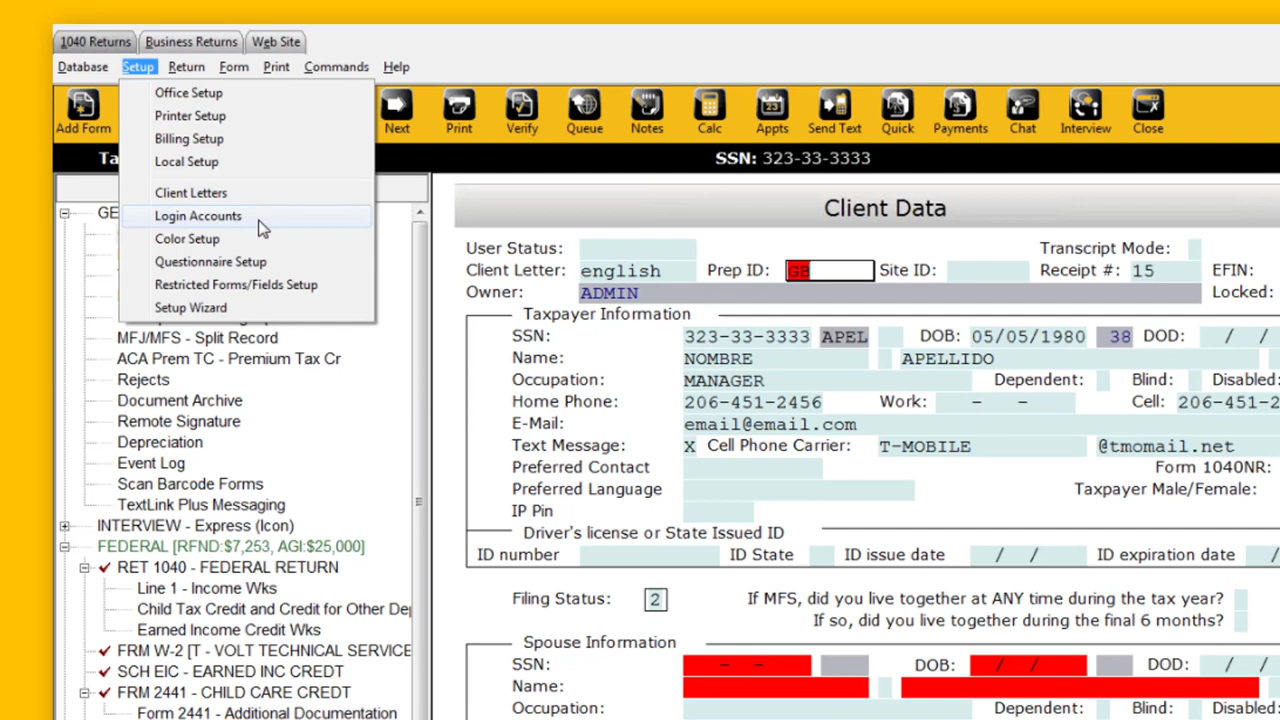 1040 Returns Business Returns Web Site
Database Setup Return Form Print Commands Help
Add Form Next Print Verify Queue Notes Calc Appts Send Text Quick Payments Chat Interview Close
Office Setup
Printer Setup
Billing Setup
Local Setup
Client Letters
Login Accounts
Color Setup
Questionnaire Setup
Restricted Forms/Fields Setup
Setup Wizard
Ta
SSN: 323-33-3333
GE
MFJ/MFS - Split Record
ACA Prem TC - Premium Tax Cr
Rejects
Document Archive
Remote Signature
Depreciation
Event Log
Scan Barcode Forms
TextLink Plus Messaging
INTERVIEW - Express (Icon)
FEDERAL [RFND:$7,253, AGI:$25,000]
RET 1040 - FEDERAL RETURN
Line 1 - Income Wks
Child Tax Credit and Credit for Other De
Earned Income Credit Wks
FRM W-2 [T - VOLT TECHNICAL SERVICE
SCH EIC - EARNED INC CREDT
FRM 2441 - CHILD CARE CREDT
Form 2441 - Additional Documentation
Client Data
User Status: Transcript Mode:
Client Letter: english Prep ID: GB Site ID: Receipt #: 15 EFIN:
Owner: ADMIN Locked:
Taxpayer Information
SSN: 323-33-3333 APEL DOB: 05/05/1980 38 DOD: / /
Name: NOMBRE APELLIDO
Occupation: MANAGER Dependent: Blind: Disabled:
Home Phone: 206-451-2456 Work: - - Cell: 206-451-2
E-Mail: email@email.com
Text Message: X Cell Phone Carrier: T-MOBILE @tmomail.net
Preferred Contact Form 1040NR:
Preferred Language Taxpayer Male/Female:
IP Pin
Driver's license or State Issued ID
ID number ID State ID issue date / / ID expiration date /
Filing Status: 2 If MFS, did you live together at ANY time during the tax year?
If so, did you live together during the final 6 months?
Spouse Information
SSN: - - DOB: / / DOD: / /
Name:
Occupation: Dependent: Blind: Disabled: